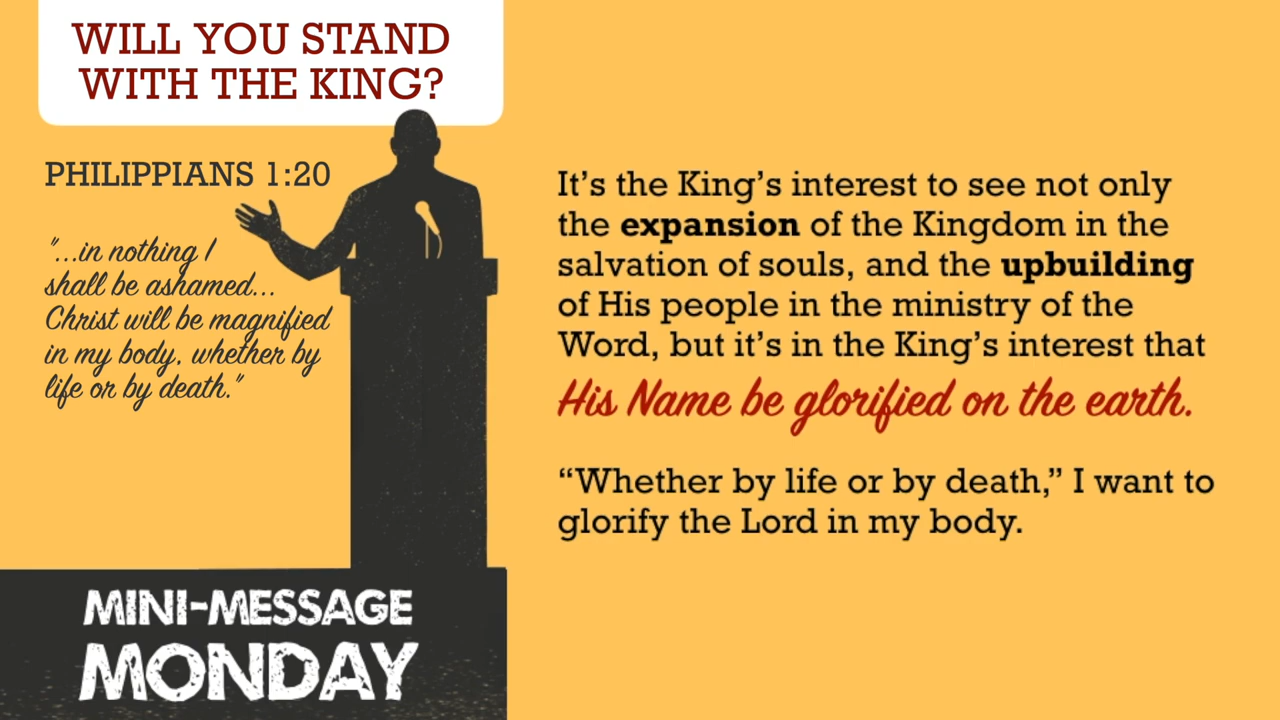 WILL YOU STAND
WITH THE KING?
PHILIPPIANS 1:20
"...in nothing I
shall be ashamed...
Christ will be magnified
in my body, whether by
life or by death."
It’s the King’s interest to see not only
the expansion of the Kingdom in the
salvation of souls, and the upbuilding
of His people in the ministry of the
Word, but it’s in the King’s interest that
His Name be glorified on the earth.
“Whether by life or by death,” I want to
glorify the Lord in my body.
MINI-MESSAGE
MONDAY